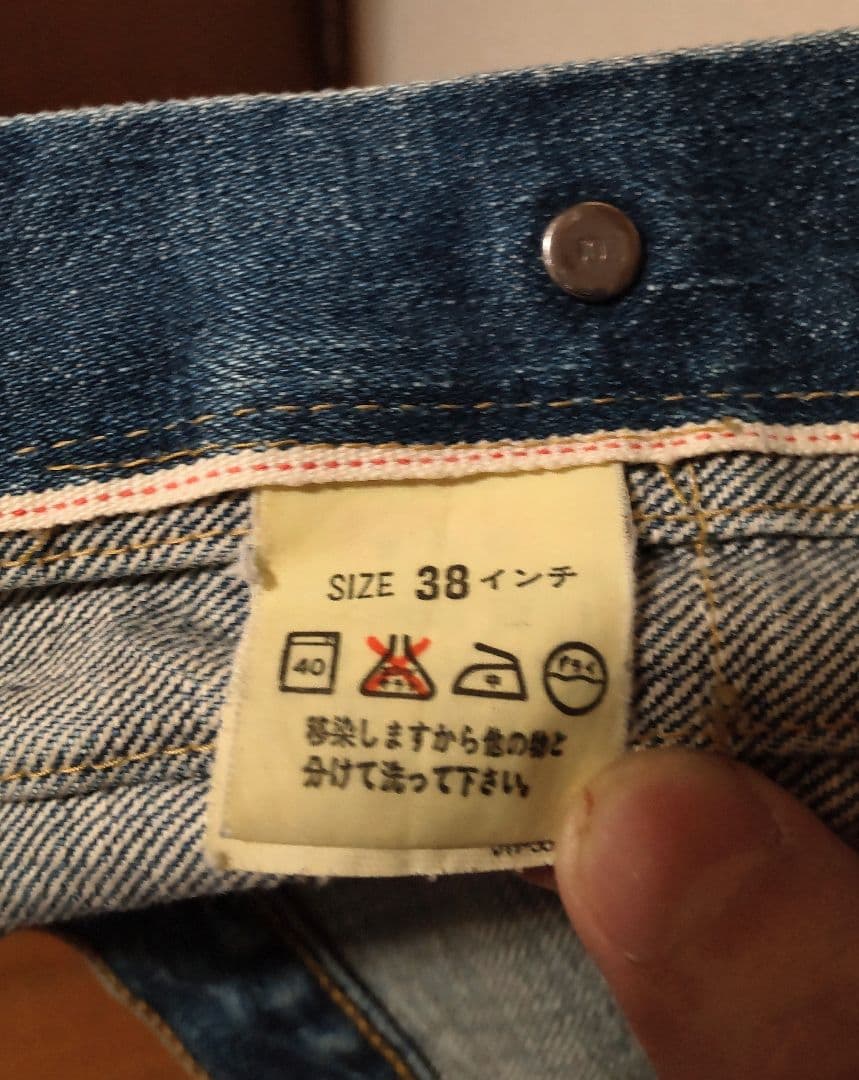 SIZE 38インチ
40 中 ドライ
移染しますから他の物と
分けて洗って下さい。